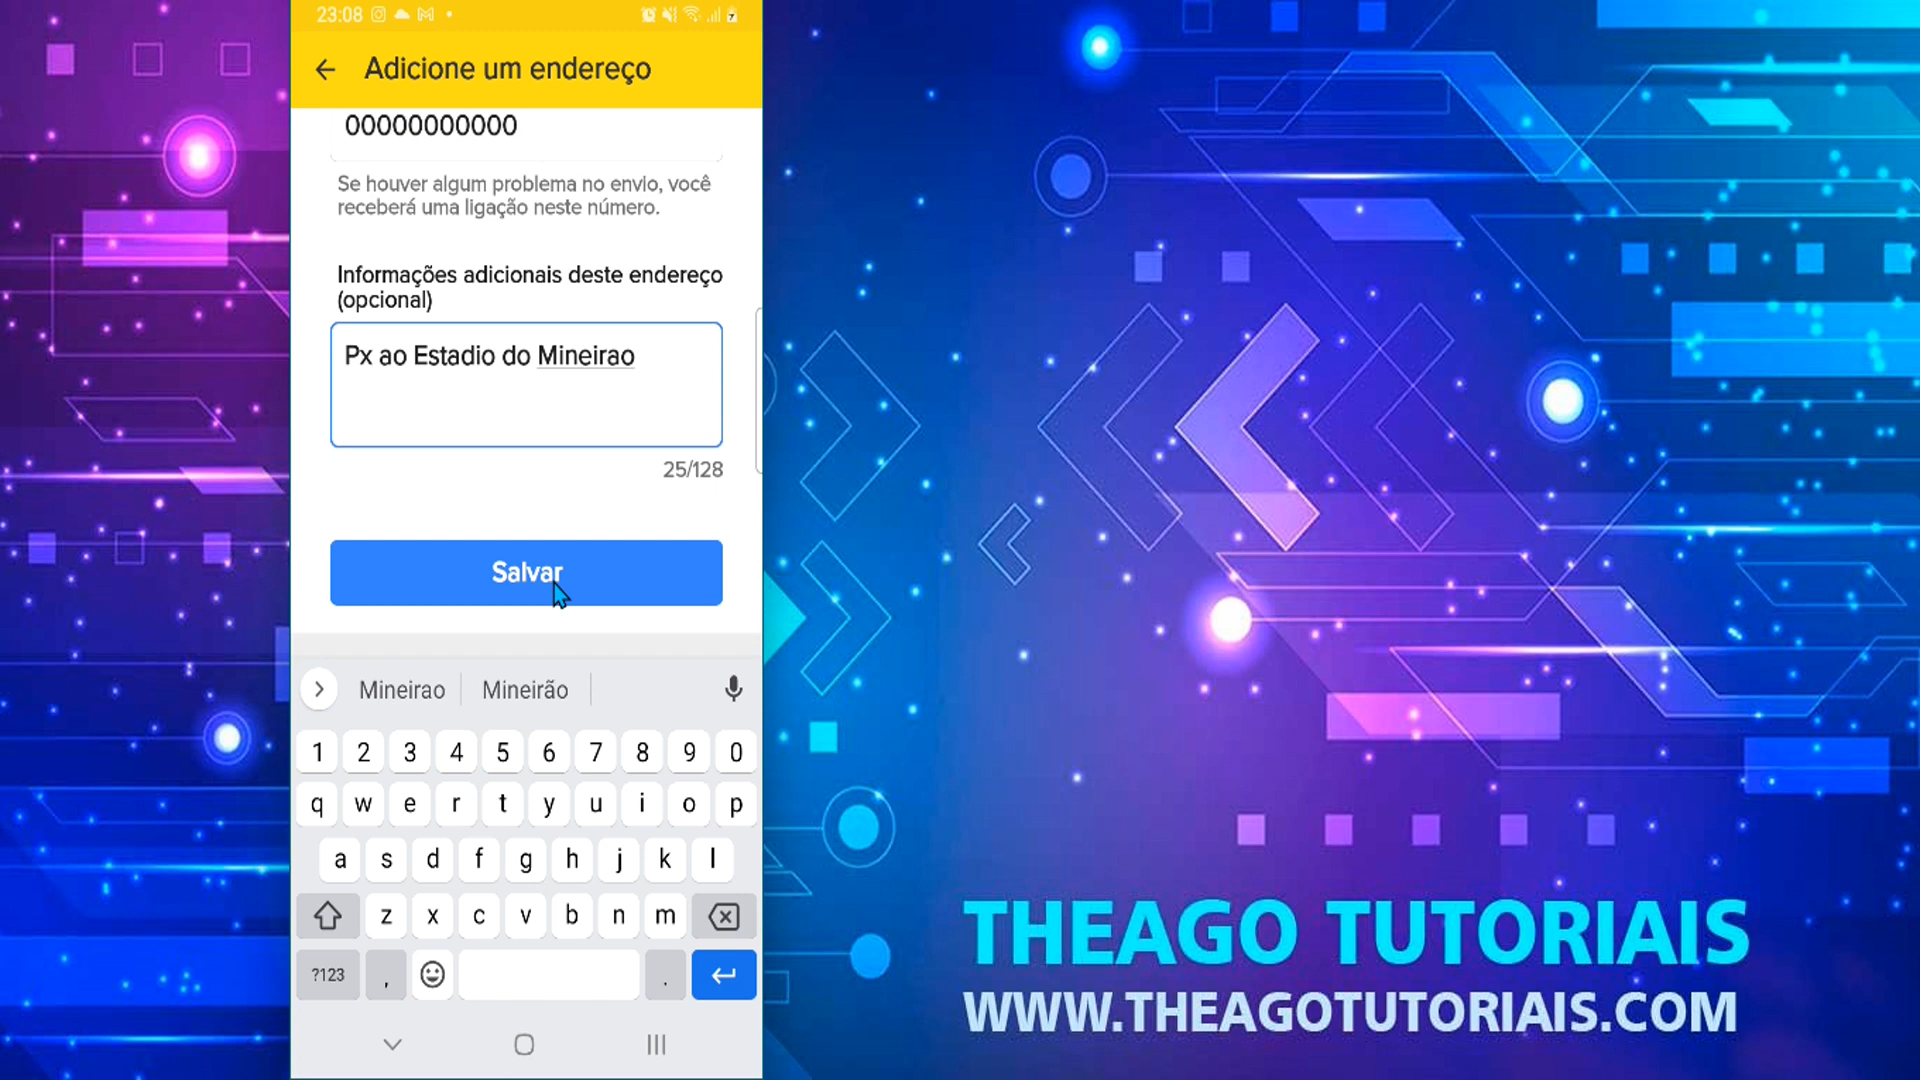 23:08
Adicione um endereço
00000000000
Se houver algum problema no envio, você
receberá uma ligação neste número.
Informações adicionais deste endereço
(opcional)
Px ao Estadio do Mineirao
25/128
Salvar
Mineirao Mineirão
1 2 3 4 5 6 7 8 9 0
q w e r t y u i o p
a s d f g h j k l
z x c v b n m
?123 , .
THEAGO TUTORIAIS
WWW.THEAGOTUTORIAIS.COM